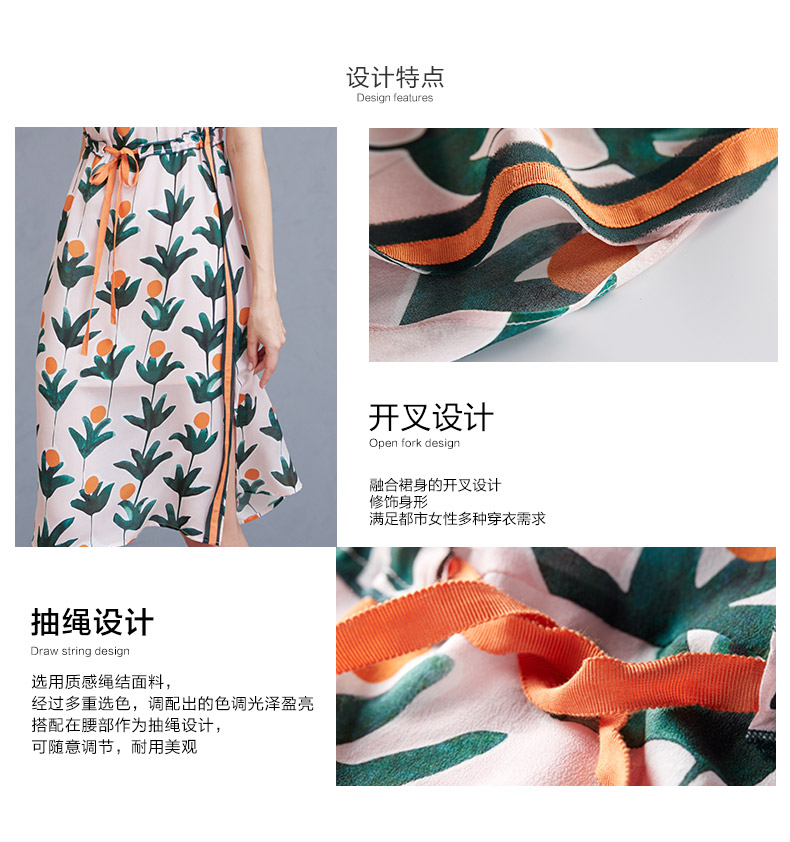 设计特点
Design features
开叉设计
Open fork design
融合裙身的开叉设计
修饰身形
满足都市女性多种穿衣需求
抽绳设计
Draw string design
选用质感绳结面料，
经过多重选色，调配出的色调光泽盈亮
搭配在腰部作为抽绳设计，
可随意调节，耐用美观